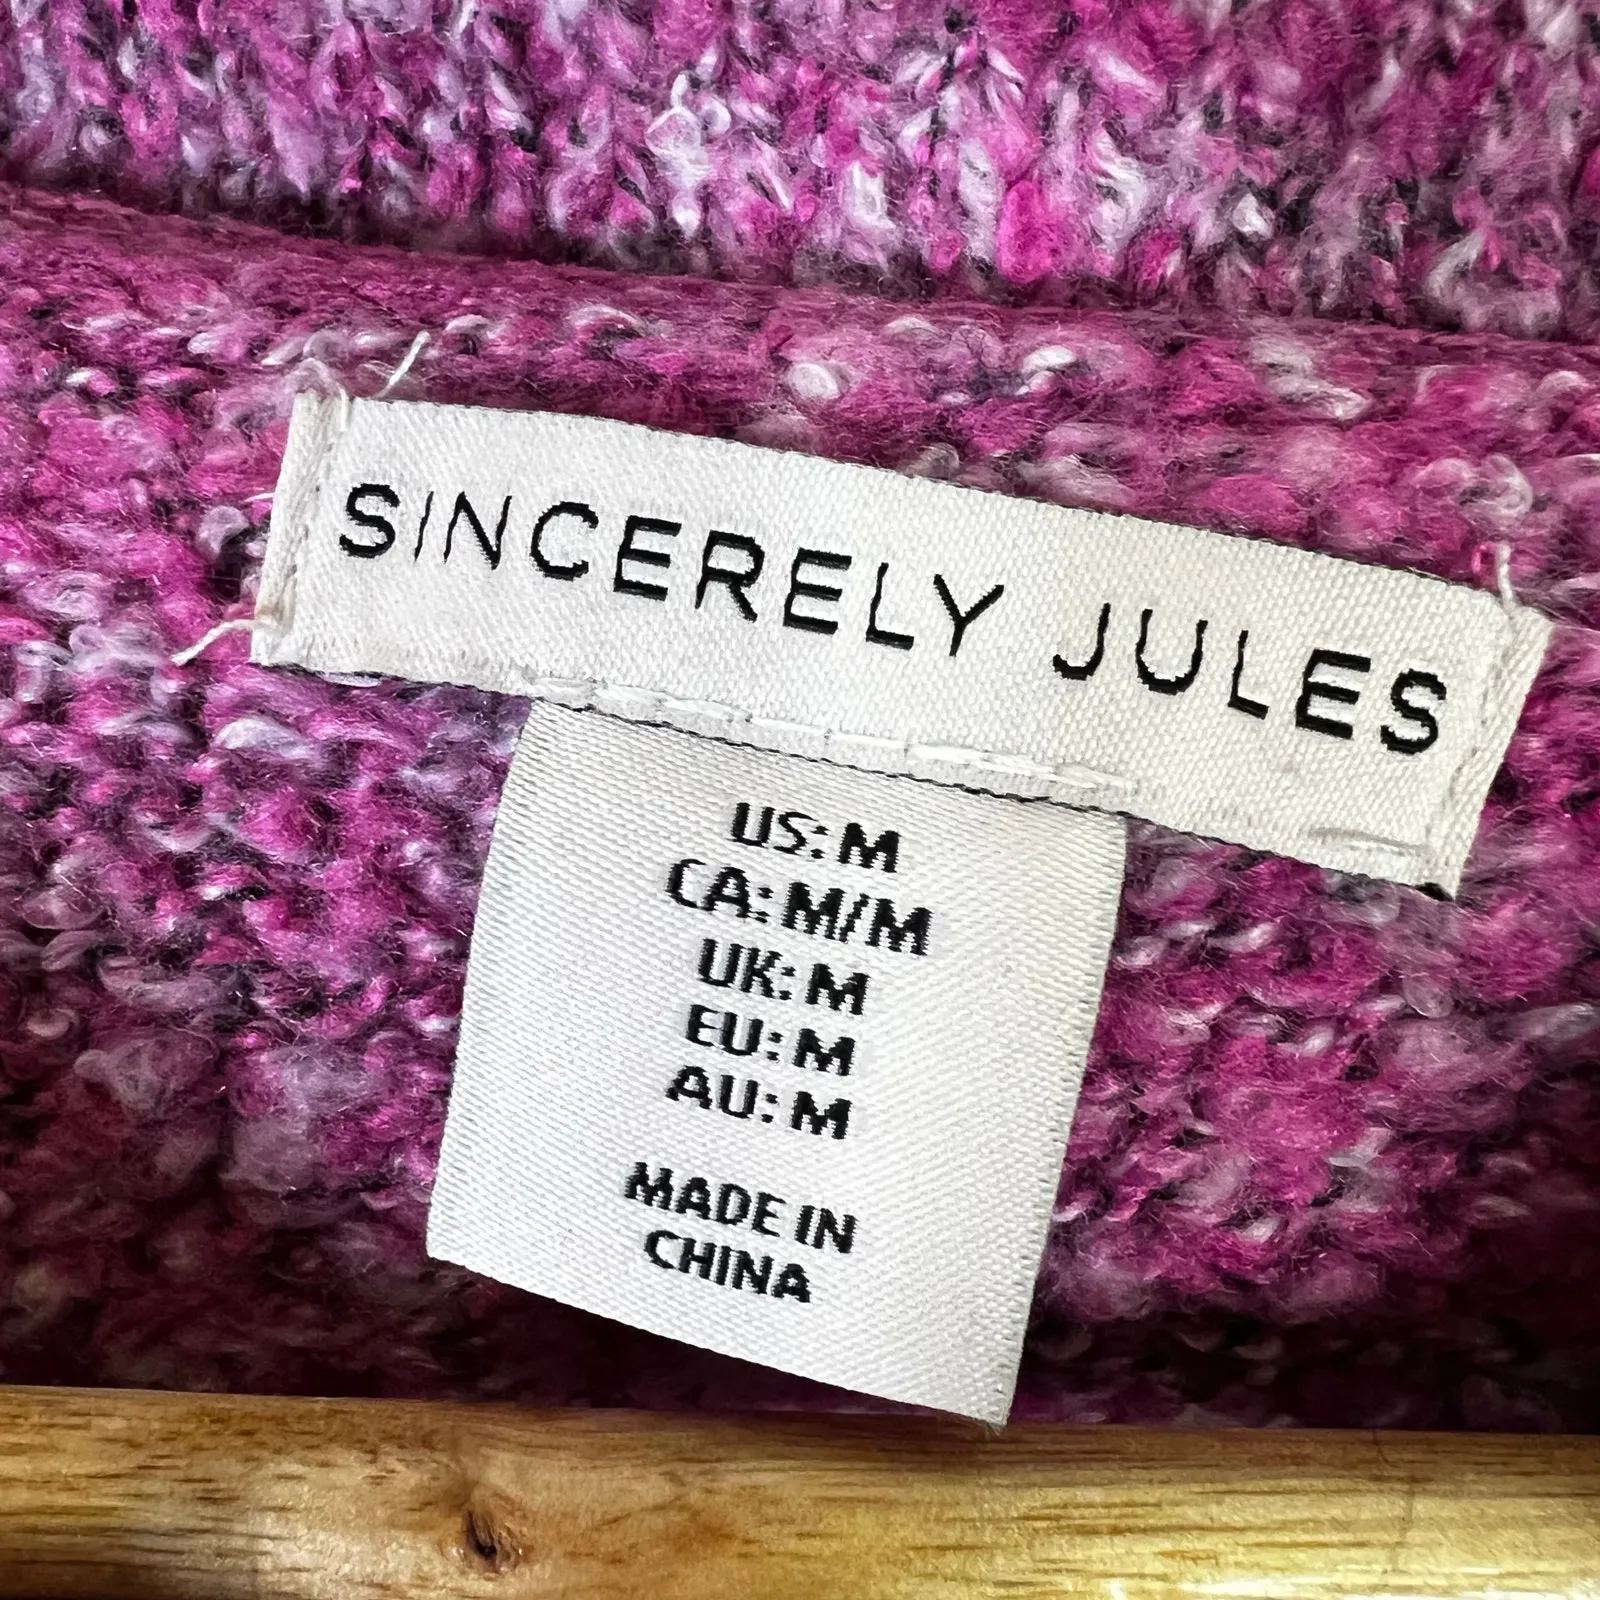 SINCERELY JULES
US: M
CA: M/M
UK: M
EU: M
AU: M
MADE IN
CHINA